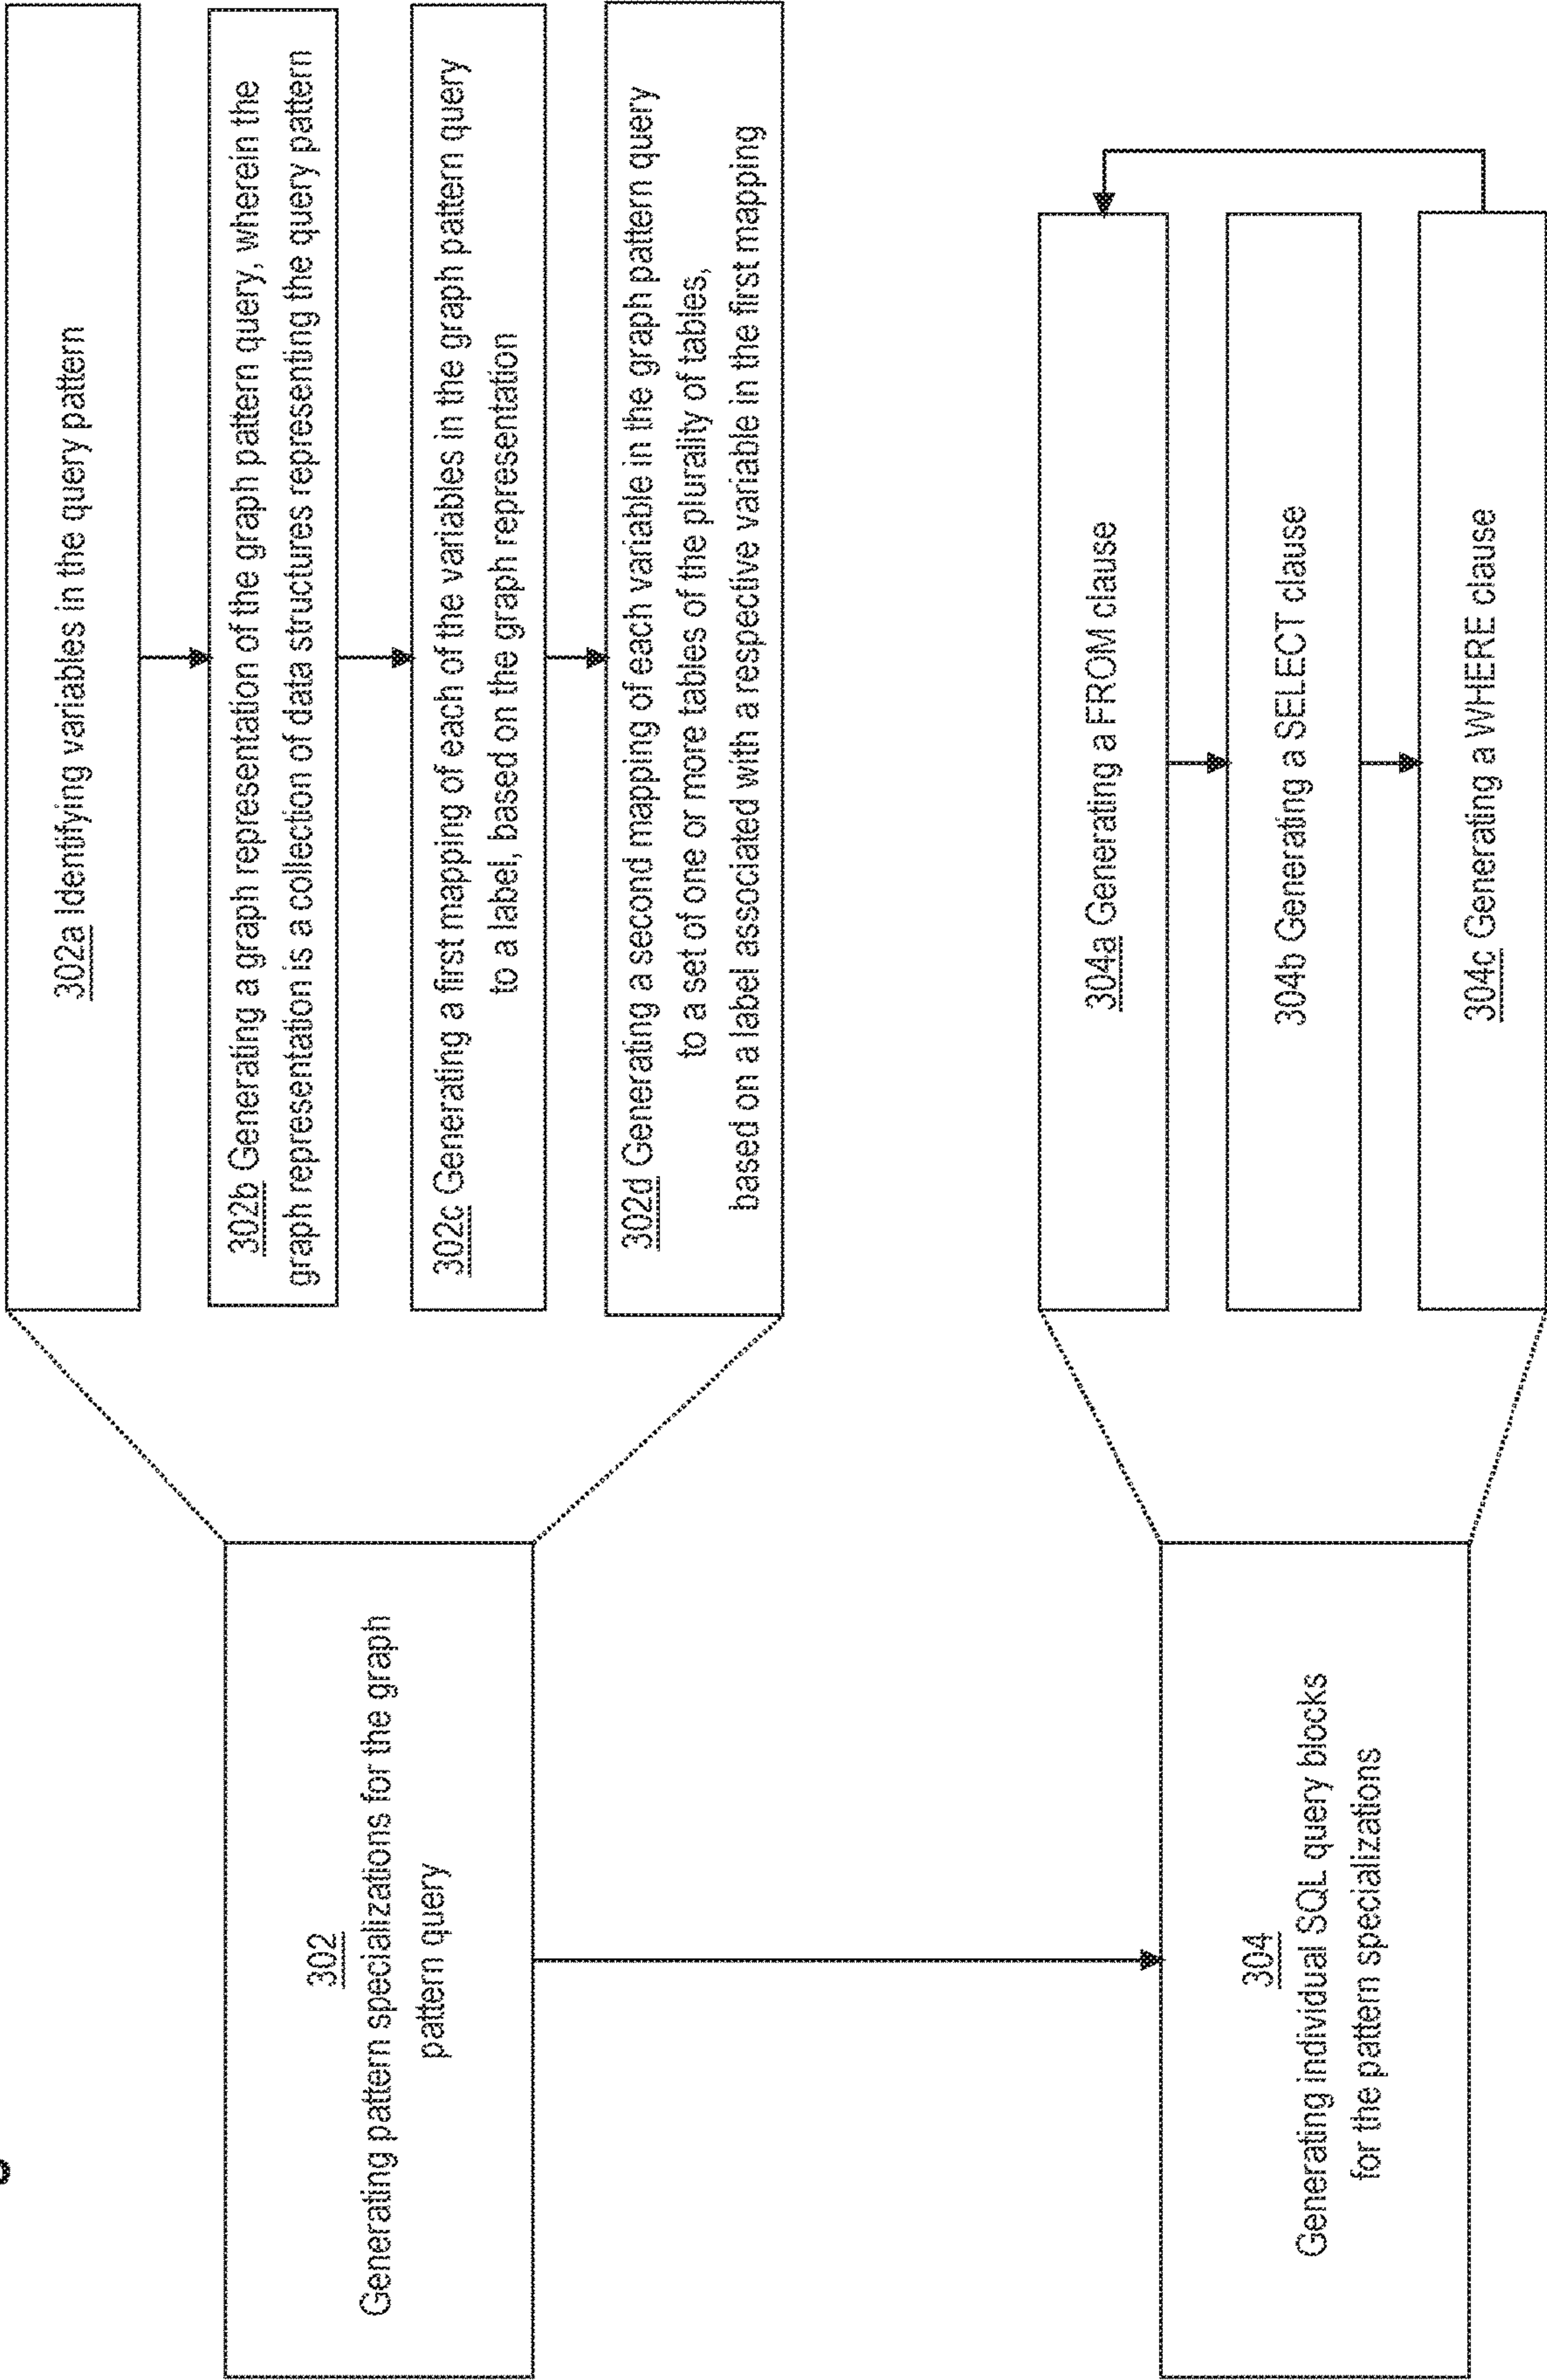 302
Generating pattern specializations for the graph
pattern query
302a Identifying variables in the query pattern
302b Generating a graph representation of the graph pattern query, wherein the
graph representation is a collection of data structures representing the query pattern
302c Generating a first mapping of each of the variables in the graph pattern query
to a label, based on the graph representation
302d Generating a second mapping of each variable in the graph pattern query
to a set of one or more tables of the plurality of tables,
based on a label associated with a respective variable in the first mapping
304
Generating individual SQL query blocks
for the pattern specializations
304a Generating a FROM clause
304b Generating a SELECT clause
304c Generating a WHERE clause